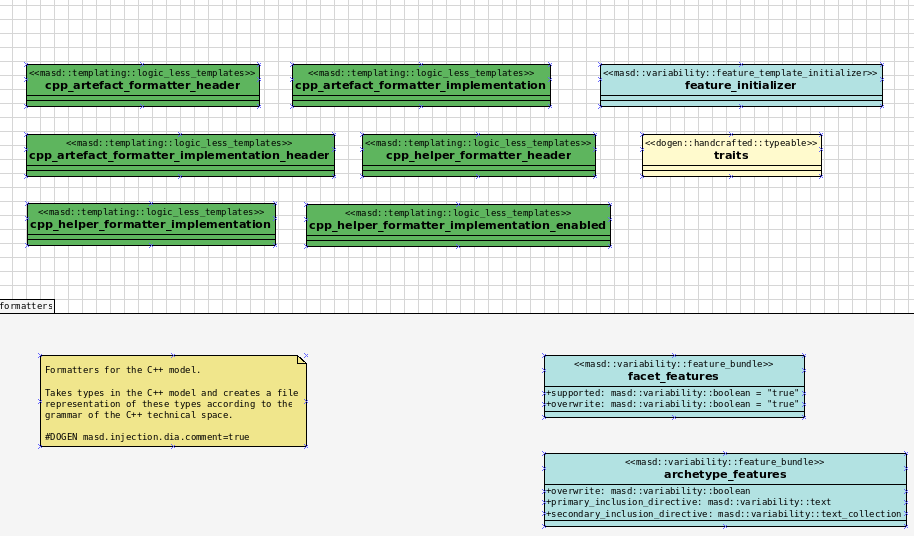 <<masd::templating::logic_less_templates>>
cpp_artefact_formatter_header
<<masd::templating::logic_less_templates>>
cpp_artefact_formatter_implementation
<<masd::variability::feature_template_initializer>>
feature_initializer
<<masd::templating::logic_less_templates>>
cpp_artefact_formatter_implementation_header
<<masd::templating::logic_less_templates>>
cpp_helper_formatter_header
<<dogen::handcrafted::typeable>>
traits
<<masd::templating::logic_less_templates>>
cpp_helper_formatter_implementation
<<masd::templating::logic_less_templates>>
cpp_helper_formatter_implementation_enabled
formatters
Formatters for the C++ model.
Takes types in the C++ model and creates a file
representation of these types according to the
grammar of the C++ technical space.
#DOGEN masd.injection.dia.comment=true
<<masd::variability::feature_bundle>>
facet_features
+supported: masd::variability::boolean = "true"
+overwrite: masd::variability::boolean = "true"
<<masd::variability::feature_bundle>>
archetype_features
+overwrite: masd::variability::boolean
+primary_inclusion_directive: masd::variability::text
+secondary_inclusion_directive: masd::variability::text_collection